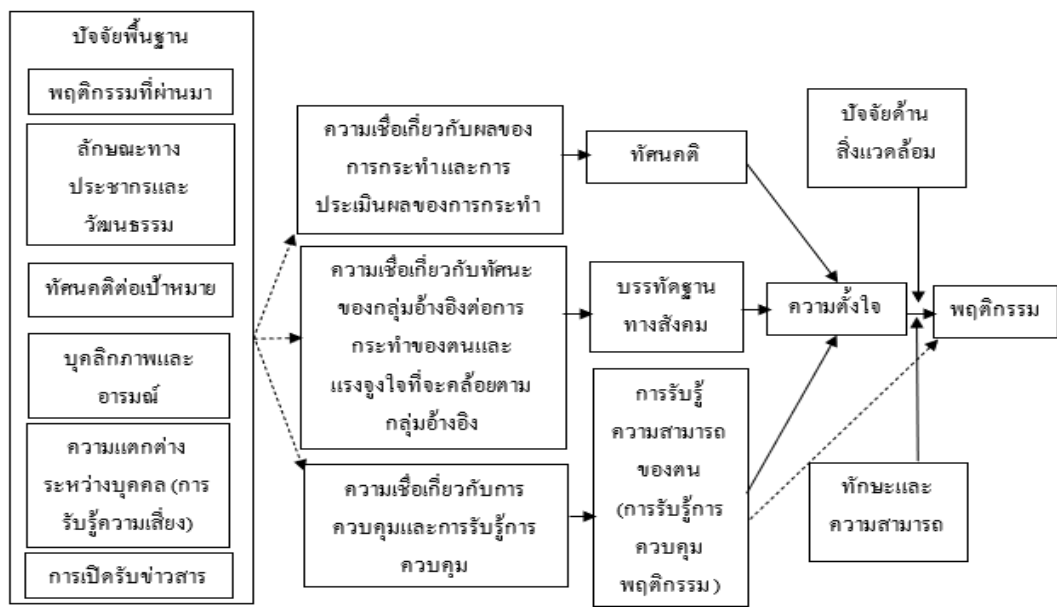 ปัจจัยพื้นฐาน
พฤติกรรมที่ผ่านมา
ลักษณะทาง
ประชากรและ
วัฒนธรรม
ทัศนคติต่อเป้าหมาย
บุคลิกภาพและ
อารมณ์
ความแตกต่าง
ระหว่างบุคคล (การ
รับรู้ความเสี่ยง)
การเปิดรับข่าวสาร
ความเชื่อเกี่ยวกับผลของ
การกระทำและการ
ประเมินผลของการกระทำ
ความเชื่อเกี่ยวกับทัศนะ
ของกลุ่มอ้างอิงต่อการ
กระทำของตนและ
แรงจูงใจที่จะคล้อยตาม
กลุ่มอ้างอิง
ความเชื่อเกี่ยวกับการ
ควบคุมและการรับรู้การ
ควบคุม
ทัศนคติ
บรรทัดฐาน
ทางสังคม
การรับรู้
ความสามารถ
ของตน
(การรับรู้การ
ควบคุม
พฤติกรรม)
ความตั้งใจ
ปัจจัยด้าน
สิ่งแวดล้อม
พฤติกรรม
ทักษะและ
ความสามารถ